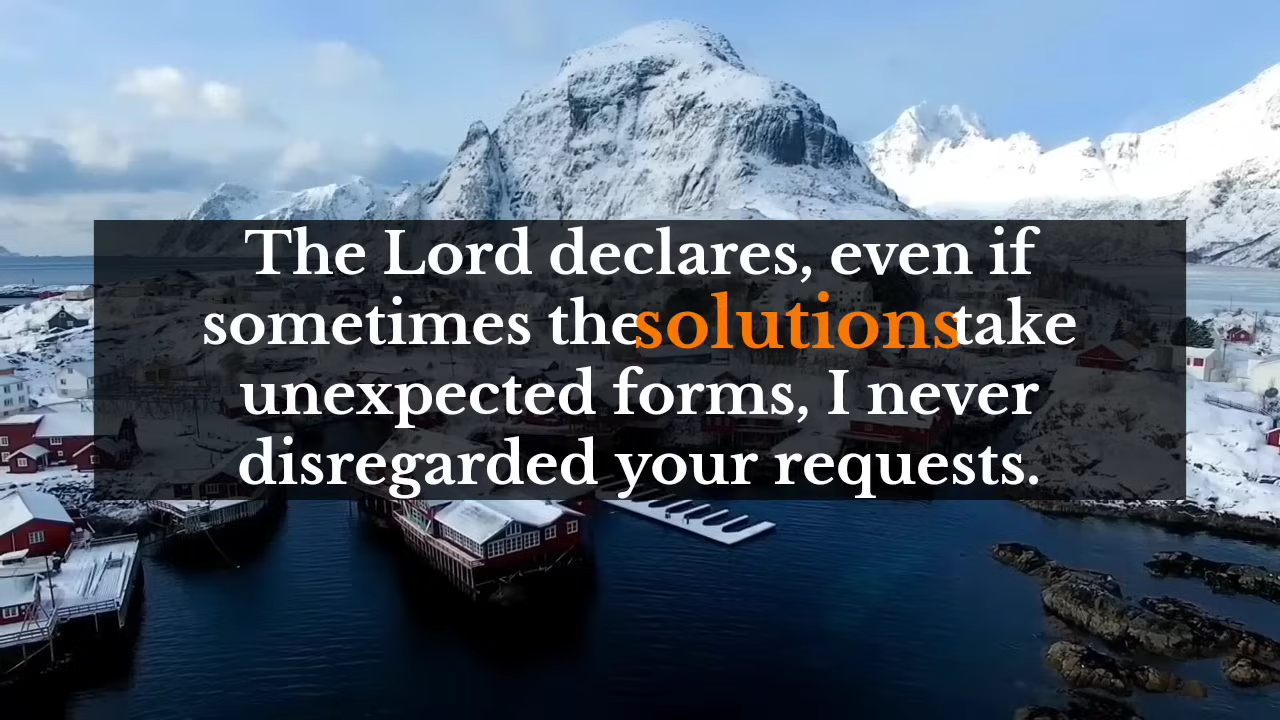 The Lord declares, even if
sometimes the solutions take
unexpected forms, I never
disregarded your requests.